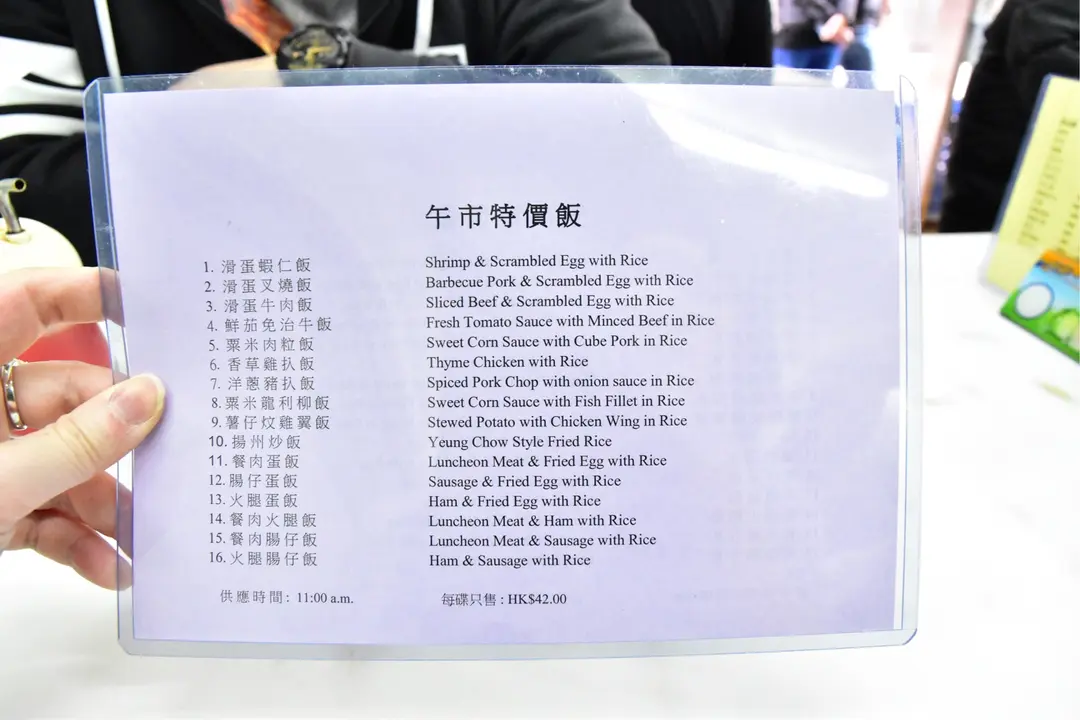 午市特價飯
1. 滑蛋蝦仁飯 Shrimp & Scrambled Egg with Rice
2. 滑蛋叉燒飯 Barbecue Pork & Scrambled Egg with Rice
3. 滑蛋牛肉飯 Sliced Beef & Scrambled Egg with Rice
4. 鮮茄免治牛飯 Fresh Tomato Sauce with Minced Beef in Rice
5. 粟米肉粒飯 Sweet Corn Sauce with Cube Pork in Rice
6. 香草雞扒飯 Thyme Chicken with Rice
7. 洋蔥豬扒飯 Spiced Pork Chop with onion sauce in Rice
8. 粟米龍利柳飯 Sweet Corn Sauce with Fish Fillet in Rice
9. 薯仔炆雞翼飯 Stewed Potato with Chicken Wing in Rice
10. 揚州炒飯 Yeung Chow Style Fried Rice
11. 餐肉蛋飯 Luncheon Meat & Fried Egg with Rice
12. 腸仔蛋飯 Sausage & Fried Egg with Rice
13. 火腿蛋飯 Ham & Fried Egg with Rice
14. 餐肉火腿飯 Luncheon Meat & Ham with Rice
15. 餐肉腸仔飯 Luncheon Meat & Sausage with Rice
16. 火腿腸仔飯 Ham & Sausage with Rice
供應時間: 11:00 a.m. 每碟只售 : HK$42.00